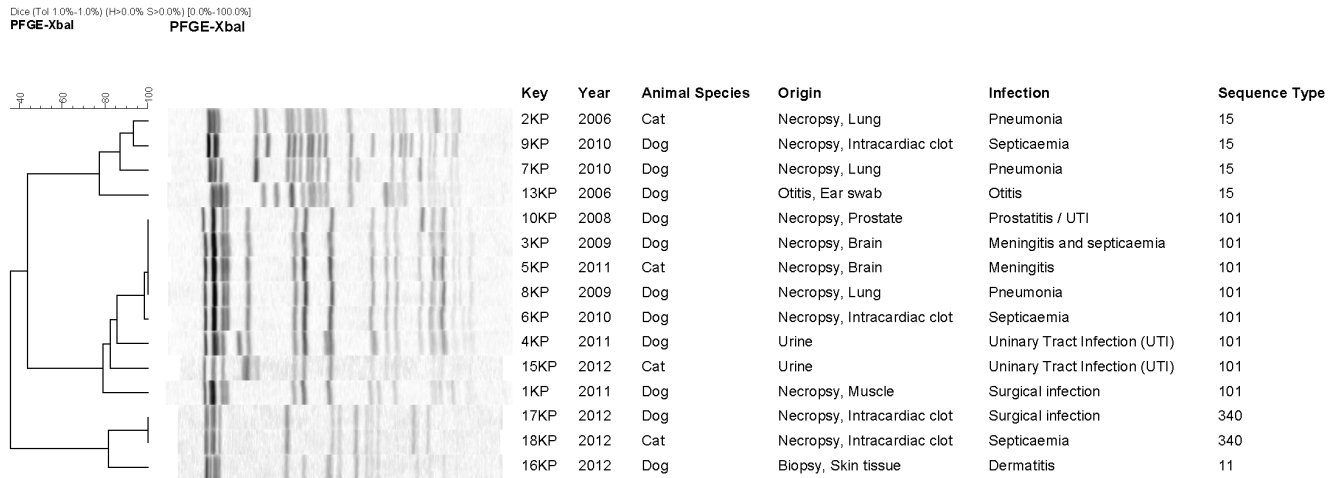 Dice (Tol 1.0%-1.0%) (H>0.0% S>0.0%) [0.0%-100.0%]
PFGE-XbaI PFGE-XbaI
40 60 80 100
Key Year Animal Species Origin Infection Sequence Type
2KP 2006 Cat Necropsy, Lung Pneumonia 15
9KP 2010 Dog Necropsy, Intracardiac clot Septicaemia 15
7KP 2010 Dog Necropsy, Lung Pneumonia 15
13KP 2006 Dog Otitis, Ear swab Otitis 15
10KP 2008 Dog Necropsy, Prostate Prostatitis / UTI 101
3KP 2009 Dog Necropsy, Brain Meningitis and septicaemia 101
5KP 2011 Cat Necropsy, Brain Meningitis 101
8KP 2009 Dog Necropsy, Lung Pneumonia 101
6KP 2010 Dog Necropsy, Intracardiac clot Septicaemia 101
4KP 2011 Dog Urine Uninary Tract Infection (UTI) 101
15KP 2012 Cat Urine Uninary Tract Infection (UTI) 101
1KP 2011 Dog Necropsy, Muscle Surgical infection 101
17KP 2012 Dog Necropsy, Intracardiac clot Surgical infection 340
18KP 2012 Cat Necropsy, Intracardiac clot Septicaemia 340
16KP 2012 Dog Biopsy, Skin tissue Dermatitis 11